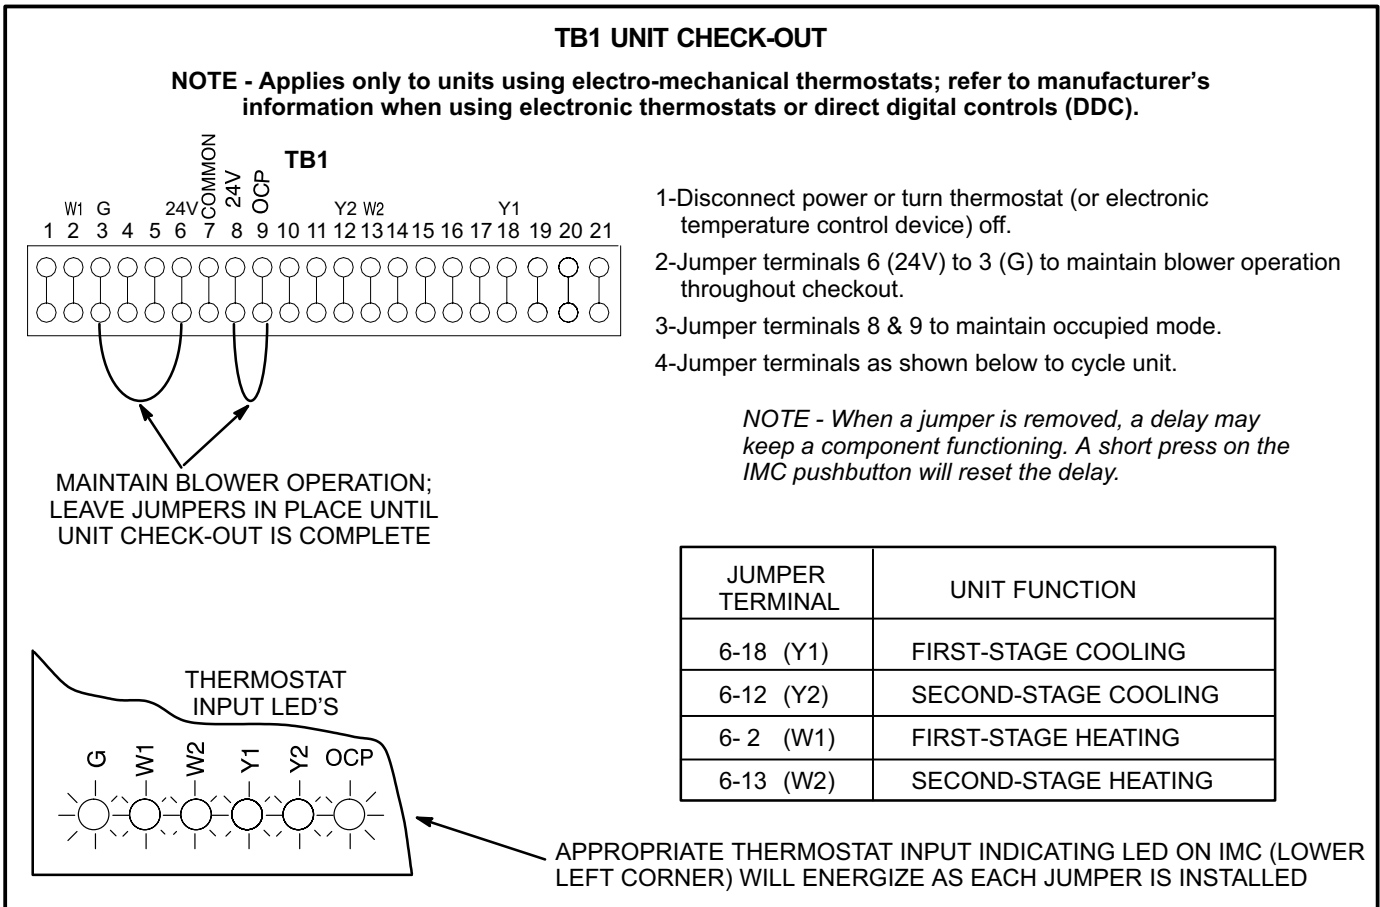 TB1 UNIT CHECK-OUT
NOTE - Applies only to units using electro-mechanical thermostats; refer to manufacturer's
information when using electronic thermostats or direct digital controls (DDC).
TB1
W1 G 24V COMMON 24V OCP Y2 W2 Y1
1 2 3 4 5 6 7 8 9 10 11 12 13 14 15 16 17 18 19 20 21
MAINTAIN BLOWER OPERATION;
LEAVE JUMPERS IN PLACE UNTIL
UNIT CHECK-OUT IS COMPLETE
1-Disconnect power or turn thermostat (or electronic
temperature control device) off.
2-Jumper terminals 6 (24V) to 3 (G) to maintain blower operation
throughout checkout.
3-Jumper terminals 8 & 9 to maintain occupied mode.
4-Jumper terminals as shown below to cycle unit.
NOTE - When a jumper is removed, a delay may
keep a component functioning. A short press on the
IMC pushbutton will reset the delay.
JUMPER
TERMINAL
UNIT FUNCTION
6-18 (Y1) FIRST-STAGE COOLING
6-12 (Y2) SECOND-STAGE COOLING
6- 2 (W1) FIRST-STAGE HEATING
6-13 (W2) SECOND-STAGE HEATING
THERMOSTAT
INPUT LED'S
G W1 W2 Y1 Y2 OCP
APPROPRIATE THERMOSTAT INPUT INDICATING LED ON IMC (LOWER
LEFT CORNER) WILL ENERGIZE AS EACH JUMPER IS INSTALLED